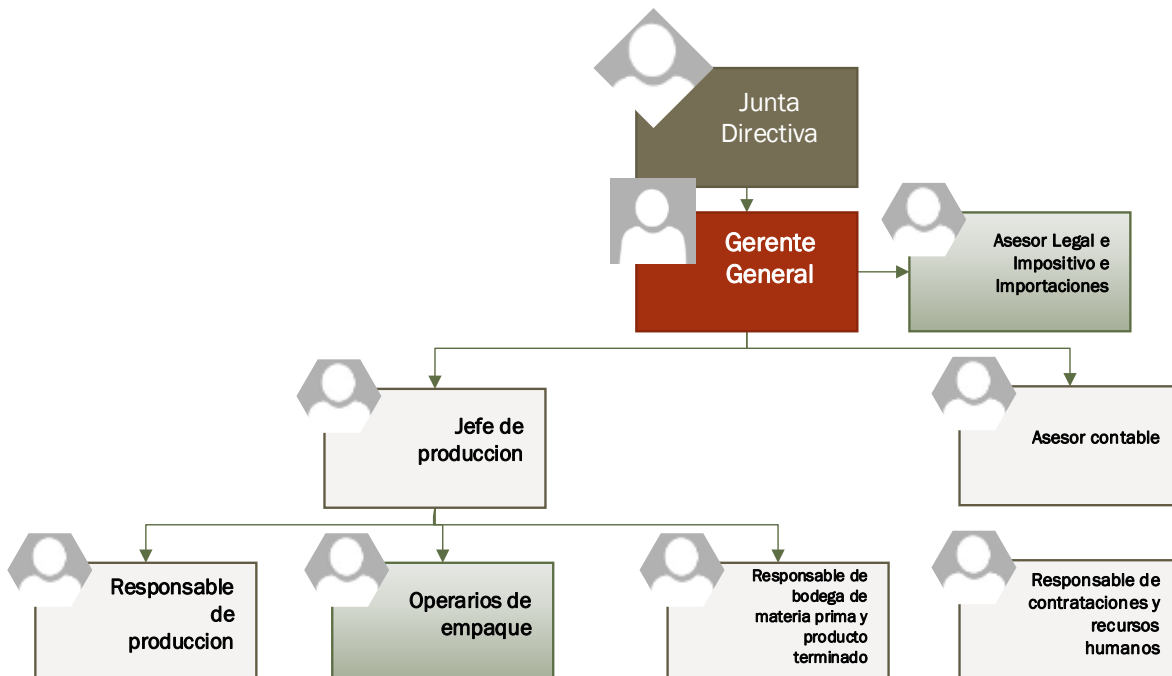 Junta
Directiva
Gerente
General
Asesor Legal e
Impositivo e
Importaciones
Jefe de
produccion
Asesor contable
Responsable
de
produccion
Operarios de
empaque
Responsable de
bodega de
materia prima y
producto
terminado
Responsable de
contrataciones y
recursos
humanos